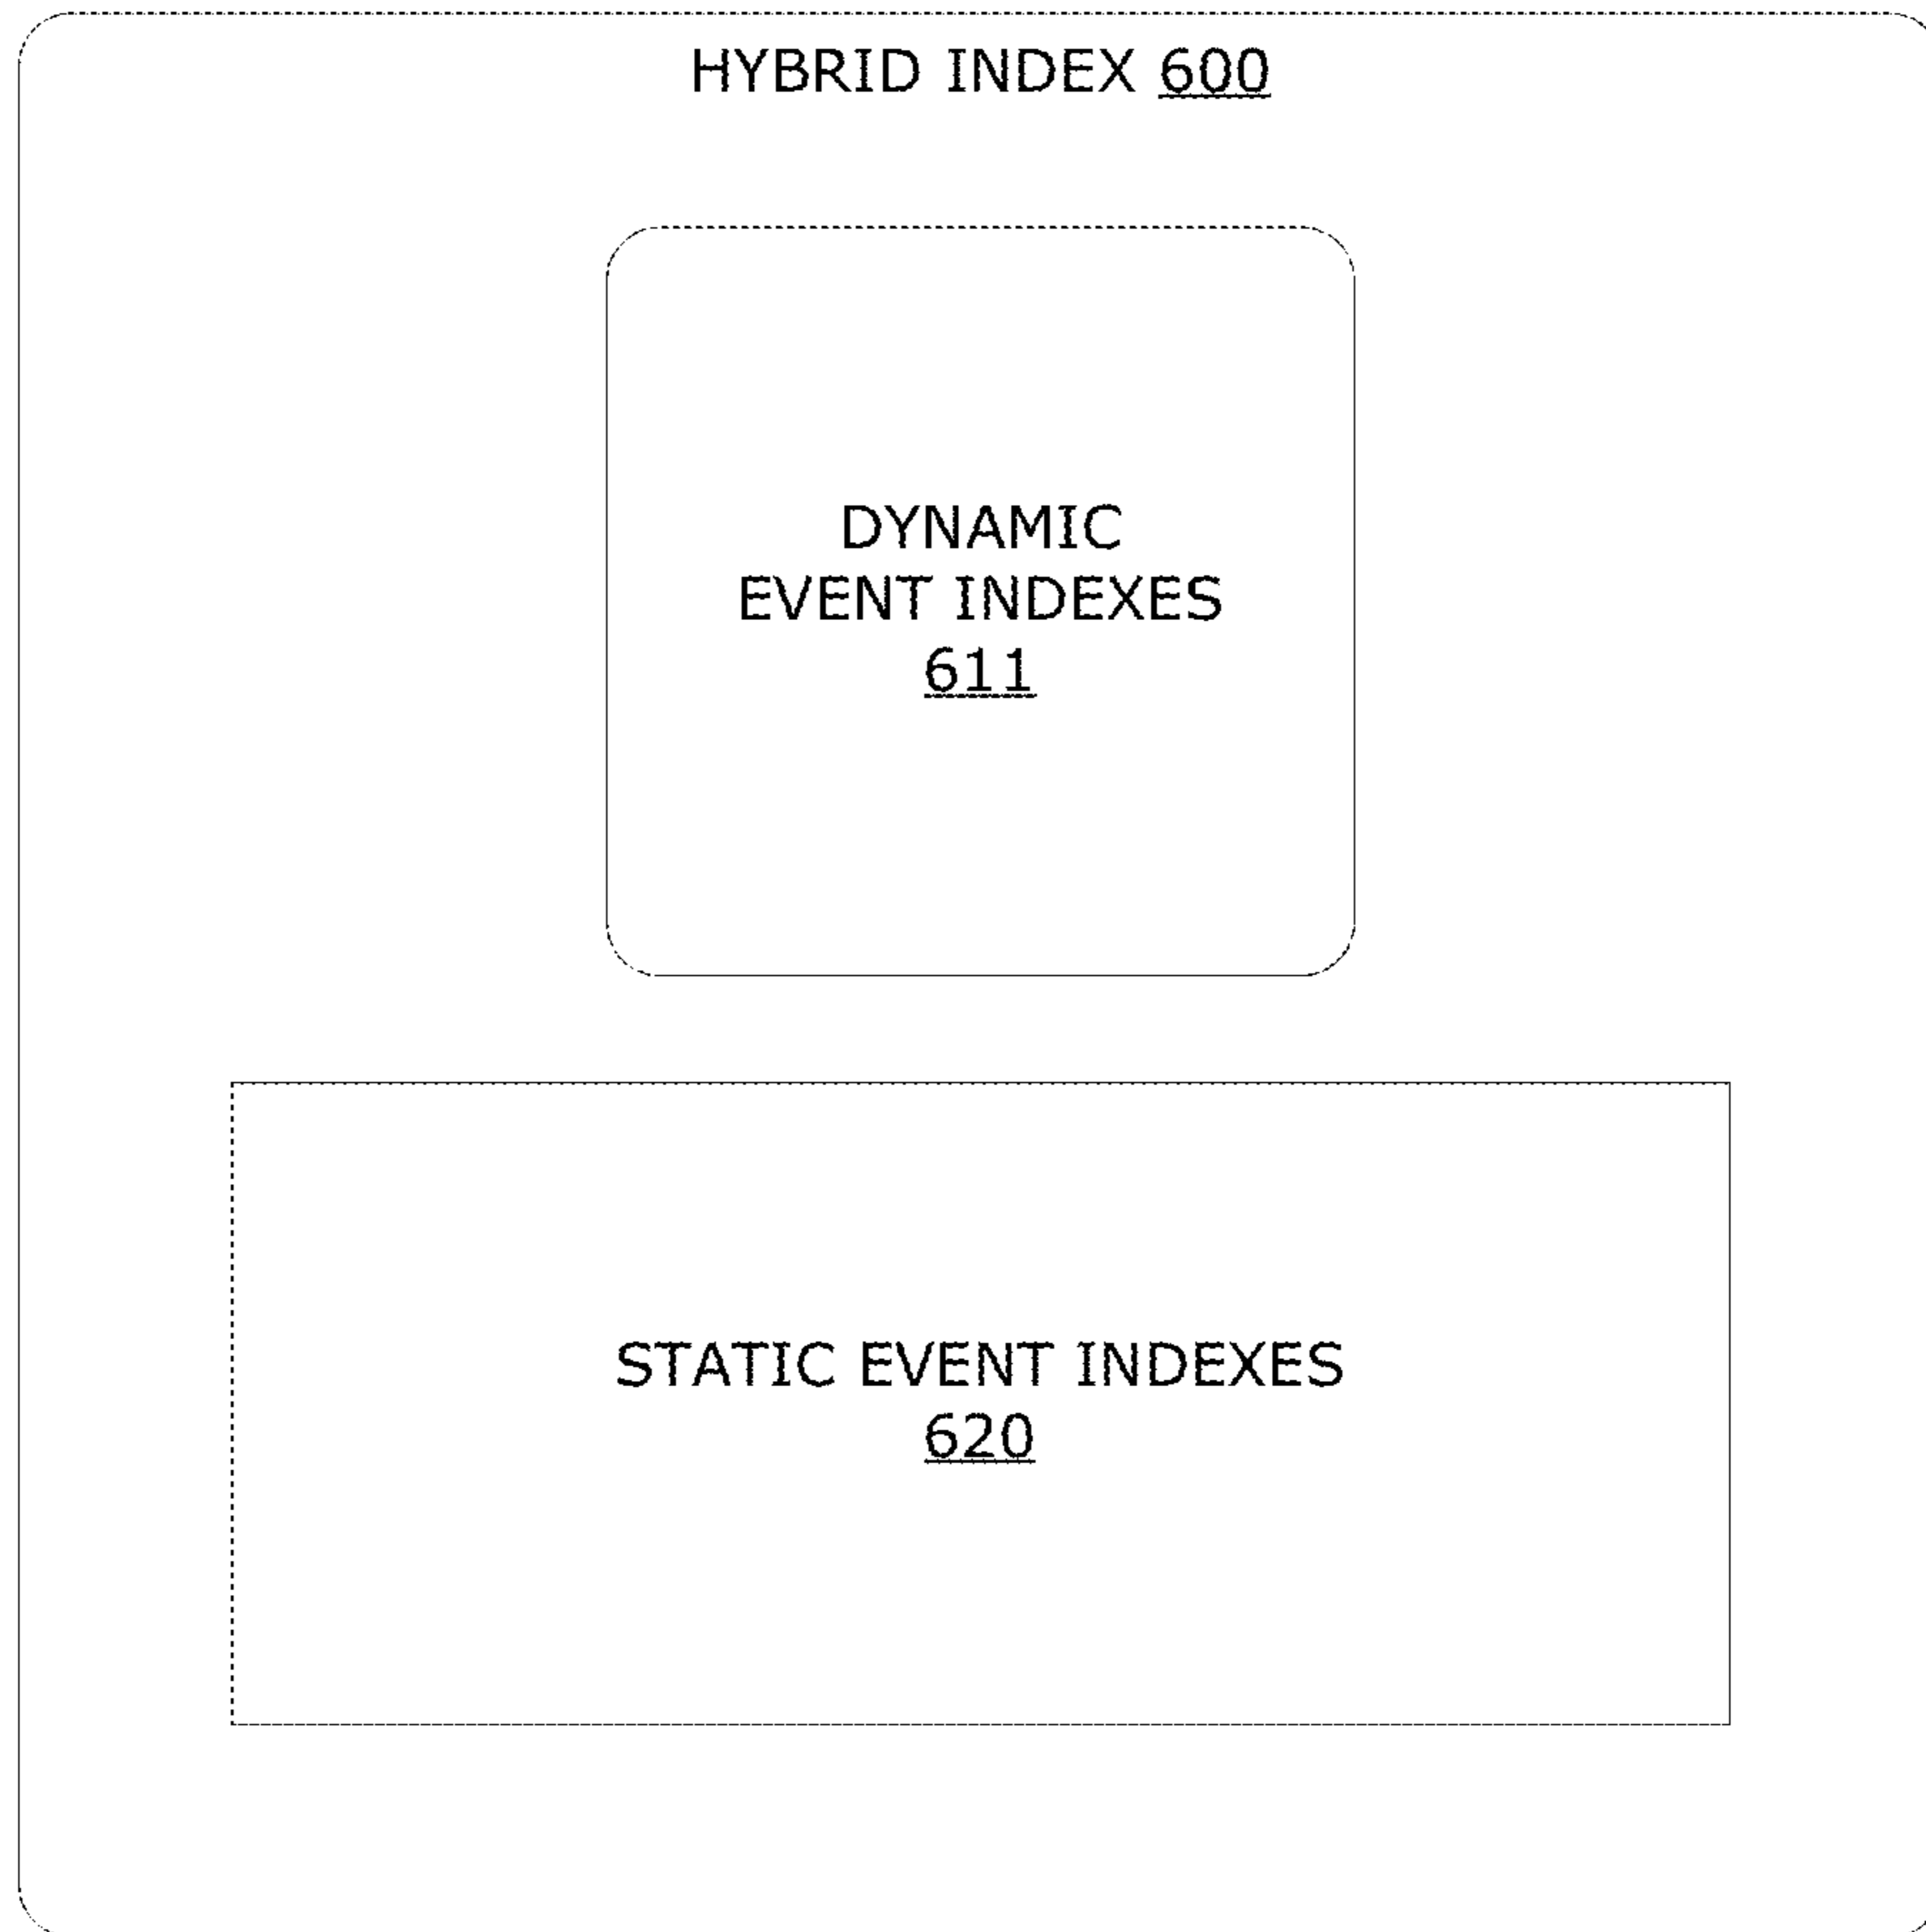 HYBRID INDEX 600
DYNAMIC
EVENT INDEXES
611
STATIC EVENT INDEXES
620